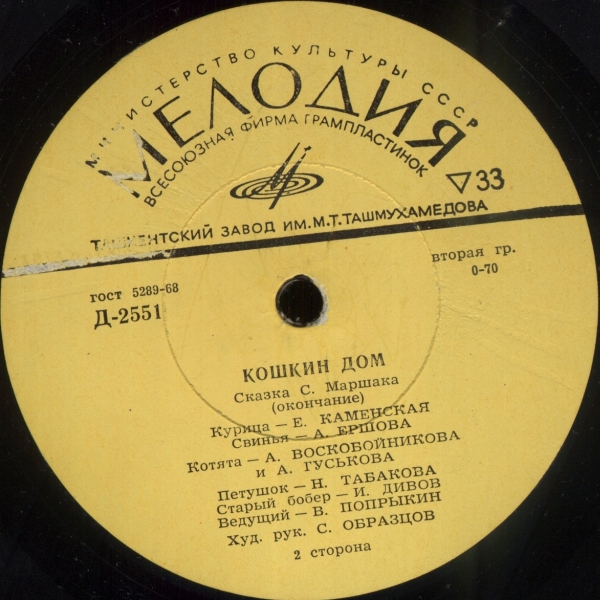 МИНИСТЕРСТВО КУЛЬТУРЫ СССР
МЕЛОДИЯ
ВСЕСОЮЗНАЯ ФИРМА ГРАМПЛАСТИНОК
33
ТАШКЕНТСКИЙ ЗАВОД ИМ. М. Т. ТАШМУХАМЕДОВА
гост 5289-68
Д-2551
вторая гр.
0-70
КОШКИН ДОМ
Сказка С. Маршака
(окончание)
Курица — Е. КАМЕНСКАЯ
Свинья — А. ЕРШОВА
Котята — А. ВОСКОБОЙНИКОВА
и А. ГУСЬКОВА
Петушок — Н. ТАБАКОВА
Старый бобер — И. ДИВОВ
Ведущий — В. ПОПРЫКИН
Худ. рук. С. ОБРАЗЦОВ
2 сторона